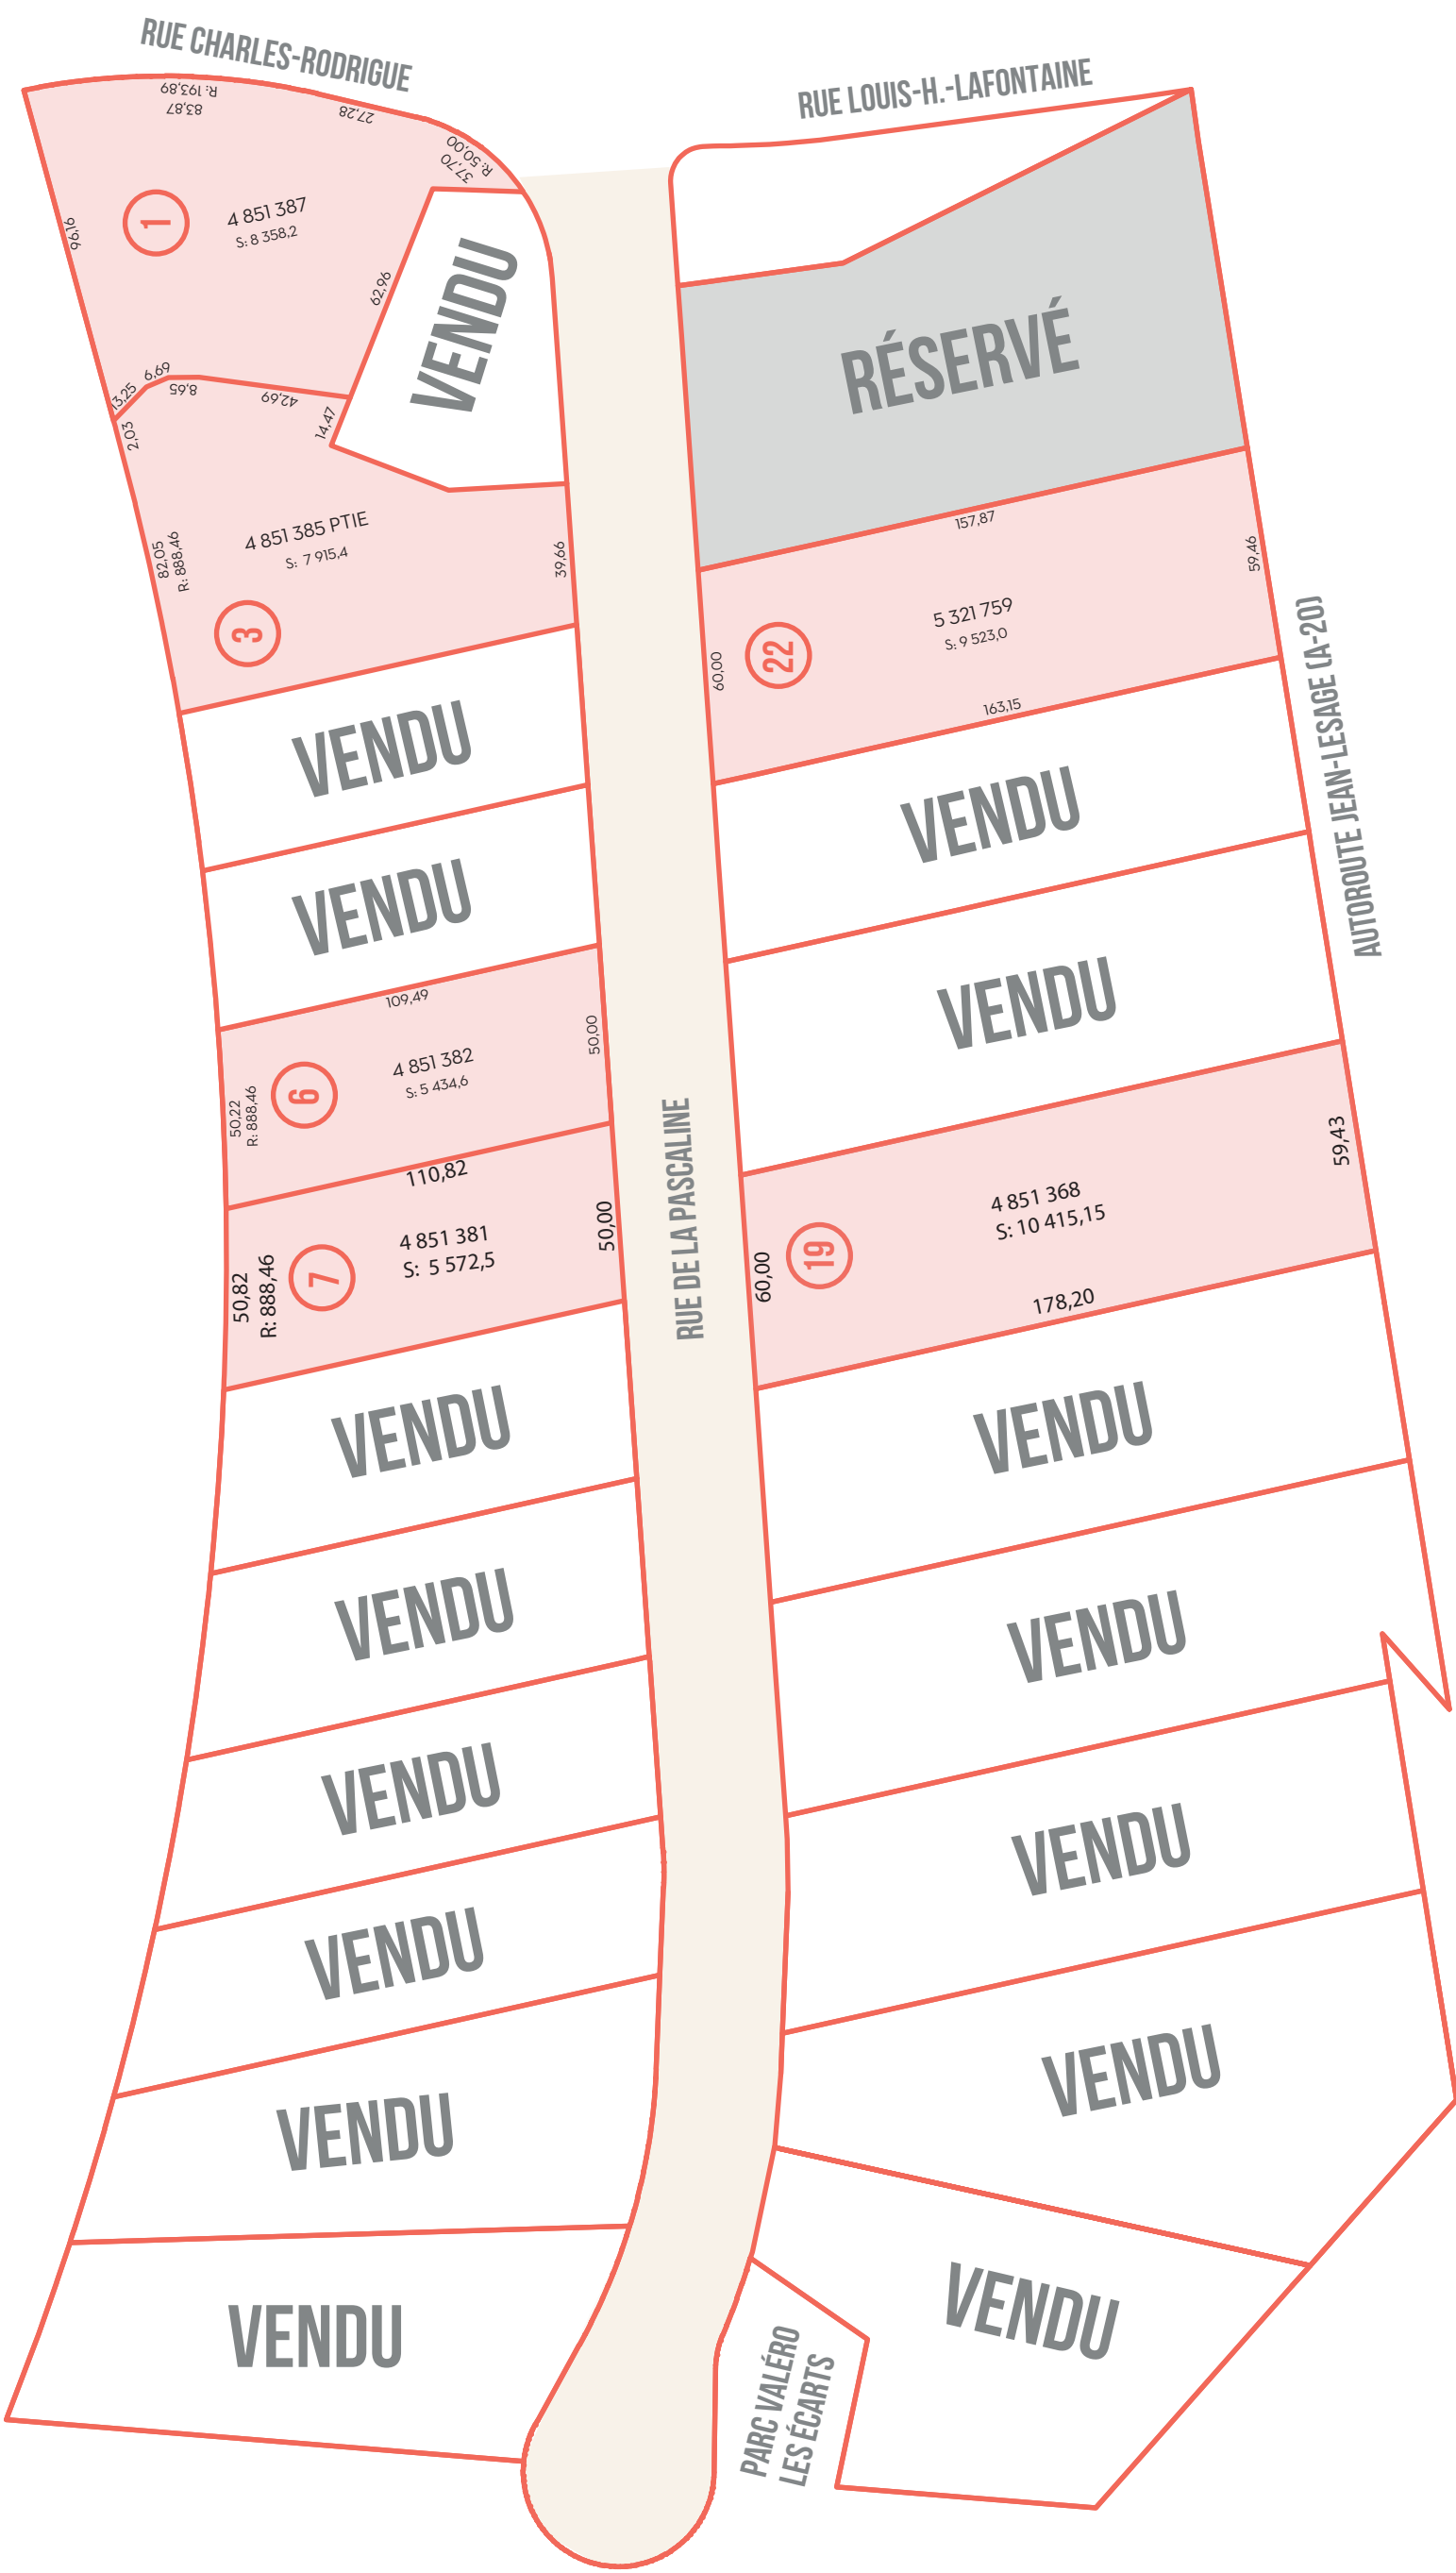 RUE CHARLES-RODRIGUE
R: 193,89
83,87
27,28
R: 50,00
37,70
96,16
1
4 851 387
S: 8 358,2
62,96
VENDU
13,25
6,69
8,65
42,69
14,47
2,03
4 851 385 PTIE
S: 7 915,4
82,05
R: 888,46
39,66
3
VENDU
VENDU
109,49
50,00
4 851 382
S: 5 434,6
6
50,22
R: 888,46
110,82
4 851 381
S: 5 572,5
50,00
7
50,82
R: 888,46
VENDU
VENDU
VENDU
VENDU
VENDU
VENDU
RUE DE LA PASCALINE
RUE LOUIS-H.-LAFONTAINE
RÉSERVÉ
157,87
59,46
5 321 759
S: 9 523,0
22
60,00
163,15
AUTOROUTE JEAN-LESAGE (A-20)
VENDU
VENDU
59,43
4 851 368
S: 10 415,15
19
60,00
178,20
VENDU
VENDU
VENDU
VENDU
VENDU
PARC VALÉRO
LES ÉCARTS